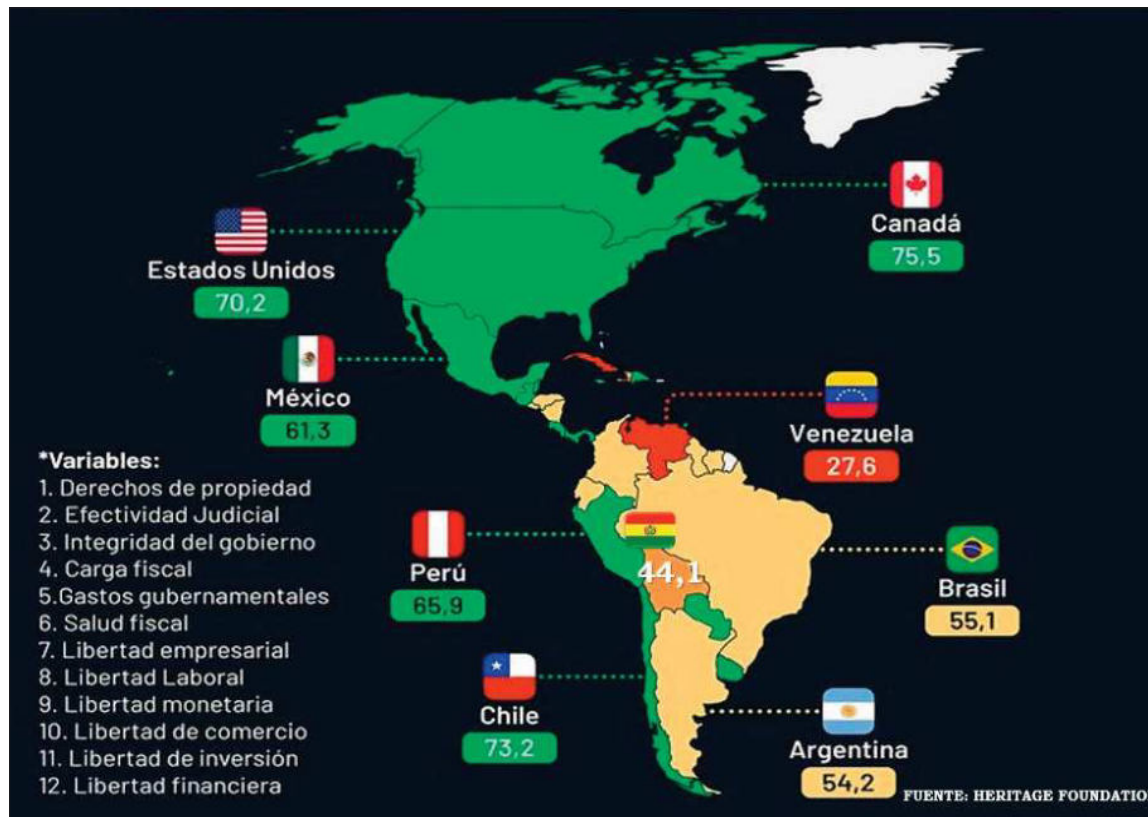 Canadá
75,5
Estados Unidos
70,2
México
61,3
Venezuela
27,6
*Variables:
1. Derechos de propiedad
2. Efectividad Judicial
3. Integridad del gobierno
4. Carga fiscal
5.Gastos gubernamentales
6. Salud fiscal
7. Libertad empresarial
8. Libertad Laboral
9. Libertad monetaria
10. Libertad de comercio
11. Libertad de inversión
12. Libertad financiera
Perú
65,9
44,1
Brasil
55,1
Chile
73,2
Argentina
54,2
FUENTE: HERITAGE FOUNDATIO